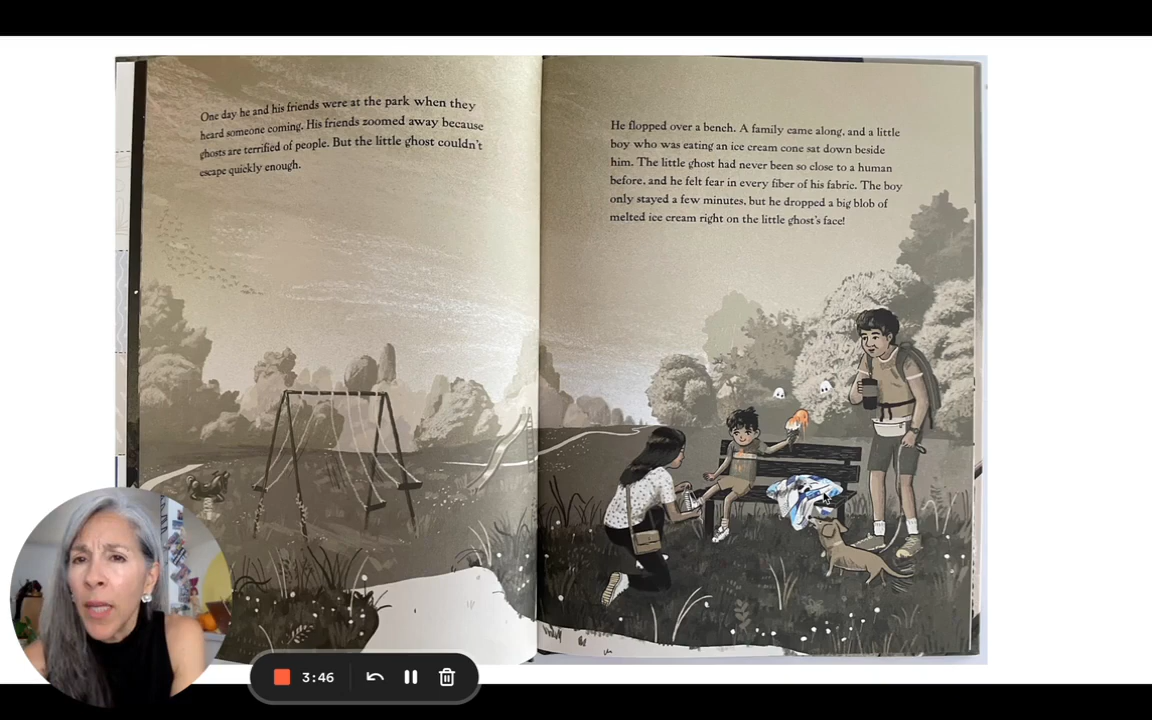 One day he and his friends were at the park when they
heard someone coming. His friends zoomed away because
ghosts are terrified of people. But the little ghost couldn't
escape quickly enough.
He flopped over a bench. A family came along, and a little
boy who was eating an ice cream cone sat down beside
him. The little ghost had never been so close to a human
before, and he felt fear in every fiber of his fabric. The boy
only stayed a few minutes, but he dropped a big blob of
melted ice cream right on the little ghost's face!
3:46